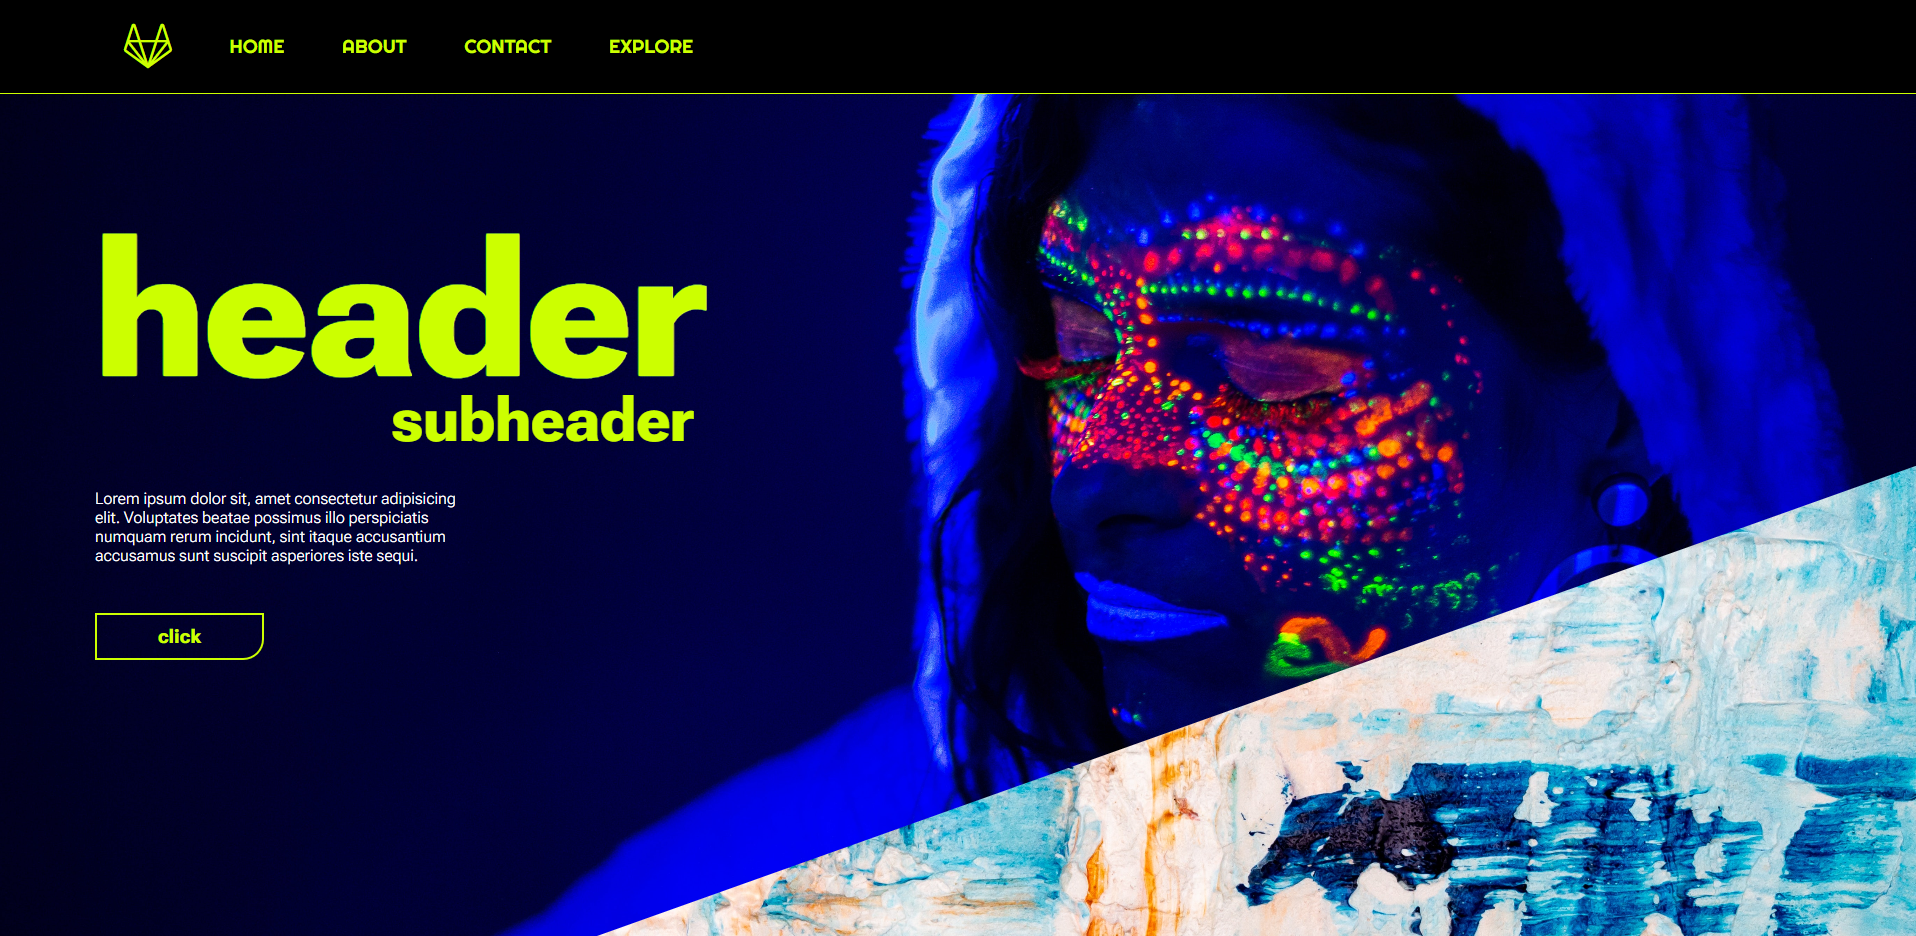 HOME ABOUT CONTACT EXPLORE
header
subheader
Lorem ipsum dolor sit, amet consectetur adipisicing
elit. Voluptates beatae possimus illo perspiciatis
numquam rerum incidunt, sint itaque accusantium
accusamus sunt suscipit asperiores iste sequi.
click